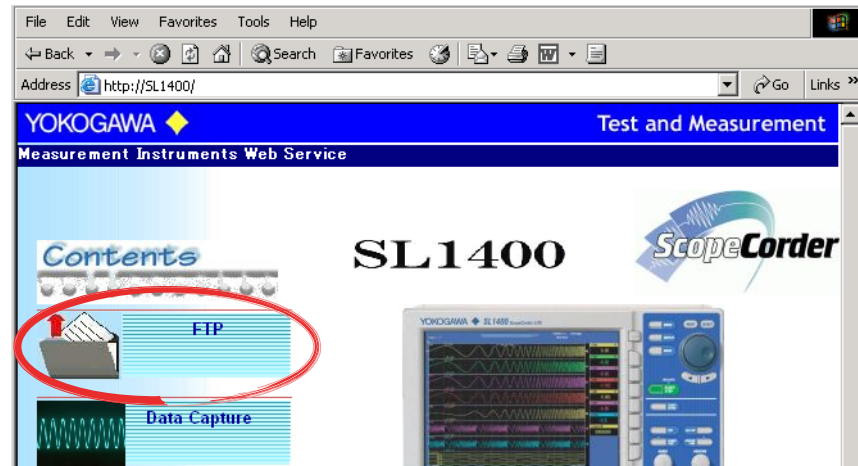 File Edit View Favorites Tools Help
Back Search Favorites
Address http://SL1400/ Go Links »
YOKOGAWA Test and Measurement
Measurement Instruments Web Service
Contents SL1400 ScopeCorder
FTP
YOKOGAWA SL1400
Data Capture